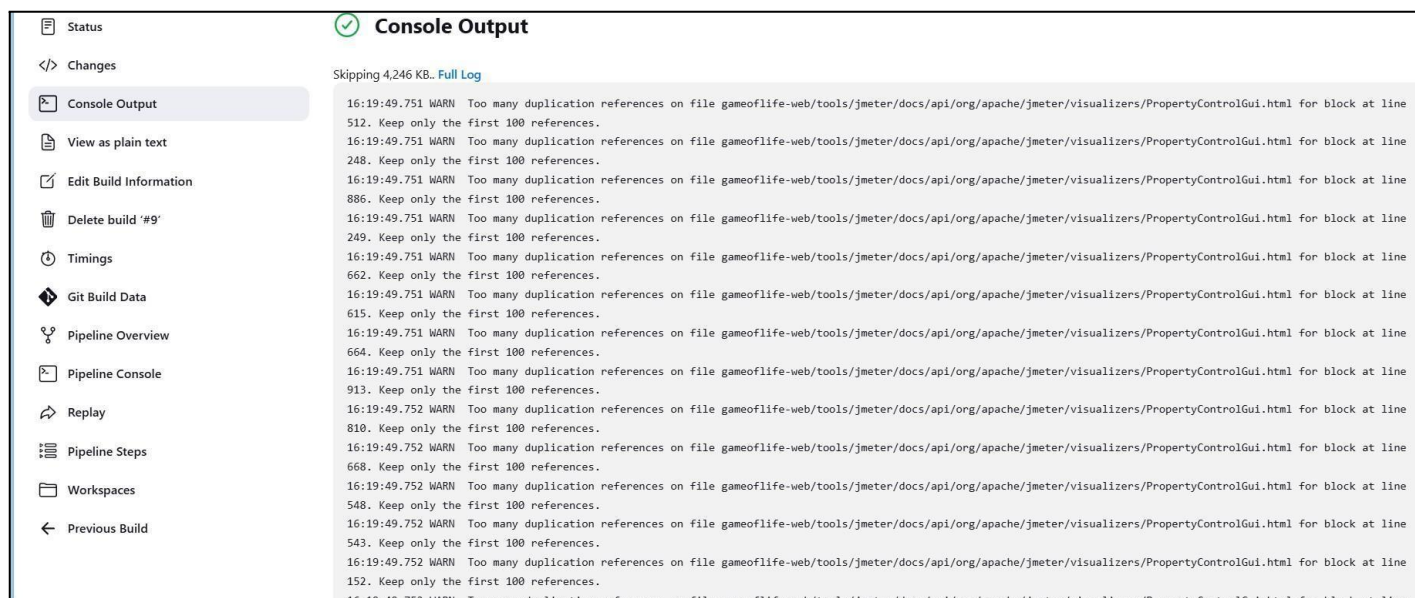 Status
Changes
Console Output
View as plain text
Edit Build Information
Delete build '#9'
Timings
Git Build Data
Pipeline Overview
Pipeline Console
Replay
Pipeline Steps
Workspaces
Previous Build
Console Output
Skipping 4,246 KB.. Full Log
16:19:49.751 WARN  Too many duplication references on file gameoflife-web/tools/jmeter/docs/api/org/apache/jmeter/visualizers/PropertyControlGui.html for block at line
512. Keep only the first 100 references.
16:19:49.751 WARN  Too many duplication references on file gameoflife-web/tools/jmeter/docs/api/org/apache/jmeter/visualizers/PropertyControlGui.html for block at line
248. Keep only the first 100 references.
16:19:49.751 WARN  Too many duplication references on file gameoflife-web/tools/jmeter/docs/api/org/apache/jmeter/visualizers/PropertyControlGui.html for block at line
886. Keep only the first 100 references.
16:19:49.751 WARN  Too many duplication references on file gameoflife-web/tools/jmeter/docs/api/org/apache/jmeter/visualizers/PropertyControlGui.html for block at line
249. Keep only the first 100 references.
16:19:49.751 WARN  Too many duplication references on file gameoflife-web/tools/jmeter/docs/api/org/apache/jmeter/visualizers/PropertyControlGui.html for block at line
662. Keep only the first 100 references.
16:19:49.751 WARN  Too many duplication references on file gameoflife-web/tools/jmeter/docs/api/org/apache/jmeter/visualizers/PropertyControlGui.html for block at line
615. Keep only the first 100 references.
16:19:49.751 WARN  Too many duplication references on file gameoflife-web/tools/jmeter/docs/api/org/apache/jmeter/visualizers/PropertyControlGui.html for block at line
664. Keep only the first 100 references.
16:19:49.751 WARN  Too many duplication references on file gameoflife-web/tools/jmeter/docs/api/org/apache/jmeter/visualizers/PropertyControlGui.html for block at line
913. Keep only the first 100 references.
16:19:49.752 WARN  Too many duplication references on file gameoflife-web/tools/jmeter/docs/api/org/apache/jmeter/visualizers/PropertyControlGui.html for block at line
810. Keep only the first 100 references.
16:19:49.752 WARN  Too many duplication references on file gameoflife-web/tools/jmeter/docs/api/org/apache/jmeter/visualizers/PropertyControlGui.html for block at line
668. Keep only the first 100 references.
16:19:49.752 WARN  Too many duplication references on file gameoflife-web/tools/jmeter/docs/api/org/apache/jmeter/visualizers/PropertyControlGui.html for block at line
548. Keep only the first 100 references.
16:19:49.752 WARN  Too many duplication references on file gameoflife-web/tools/jmeter/docs/api/org/apache/jmeter/visualizers/PropertyControlGui.html for block at line
543. Keep only the first 100 references.
16:19:49.752 WARN  Too many duplication references on file gameoflife-web/tools/jmeter/docs/api/org/apache/jmeter/visualizers/PropertyControlGui.html for block at line
152. Keep only the first 100 references.